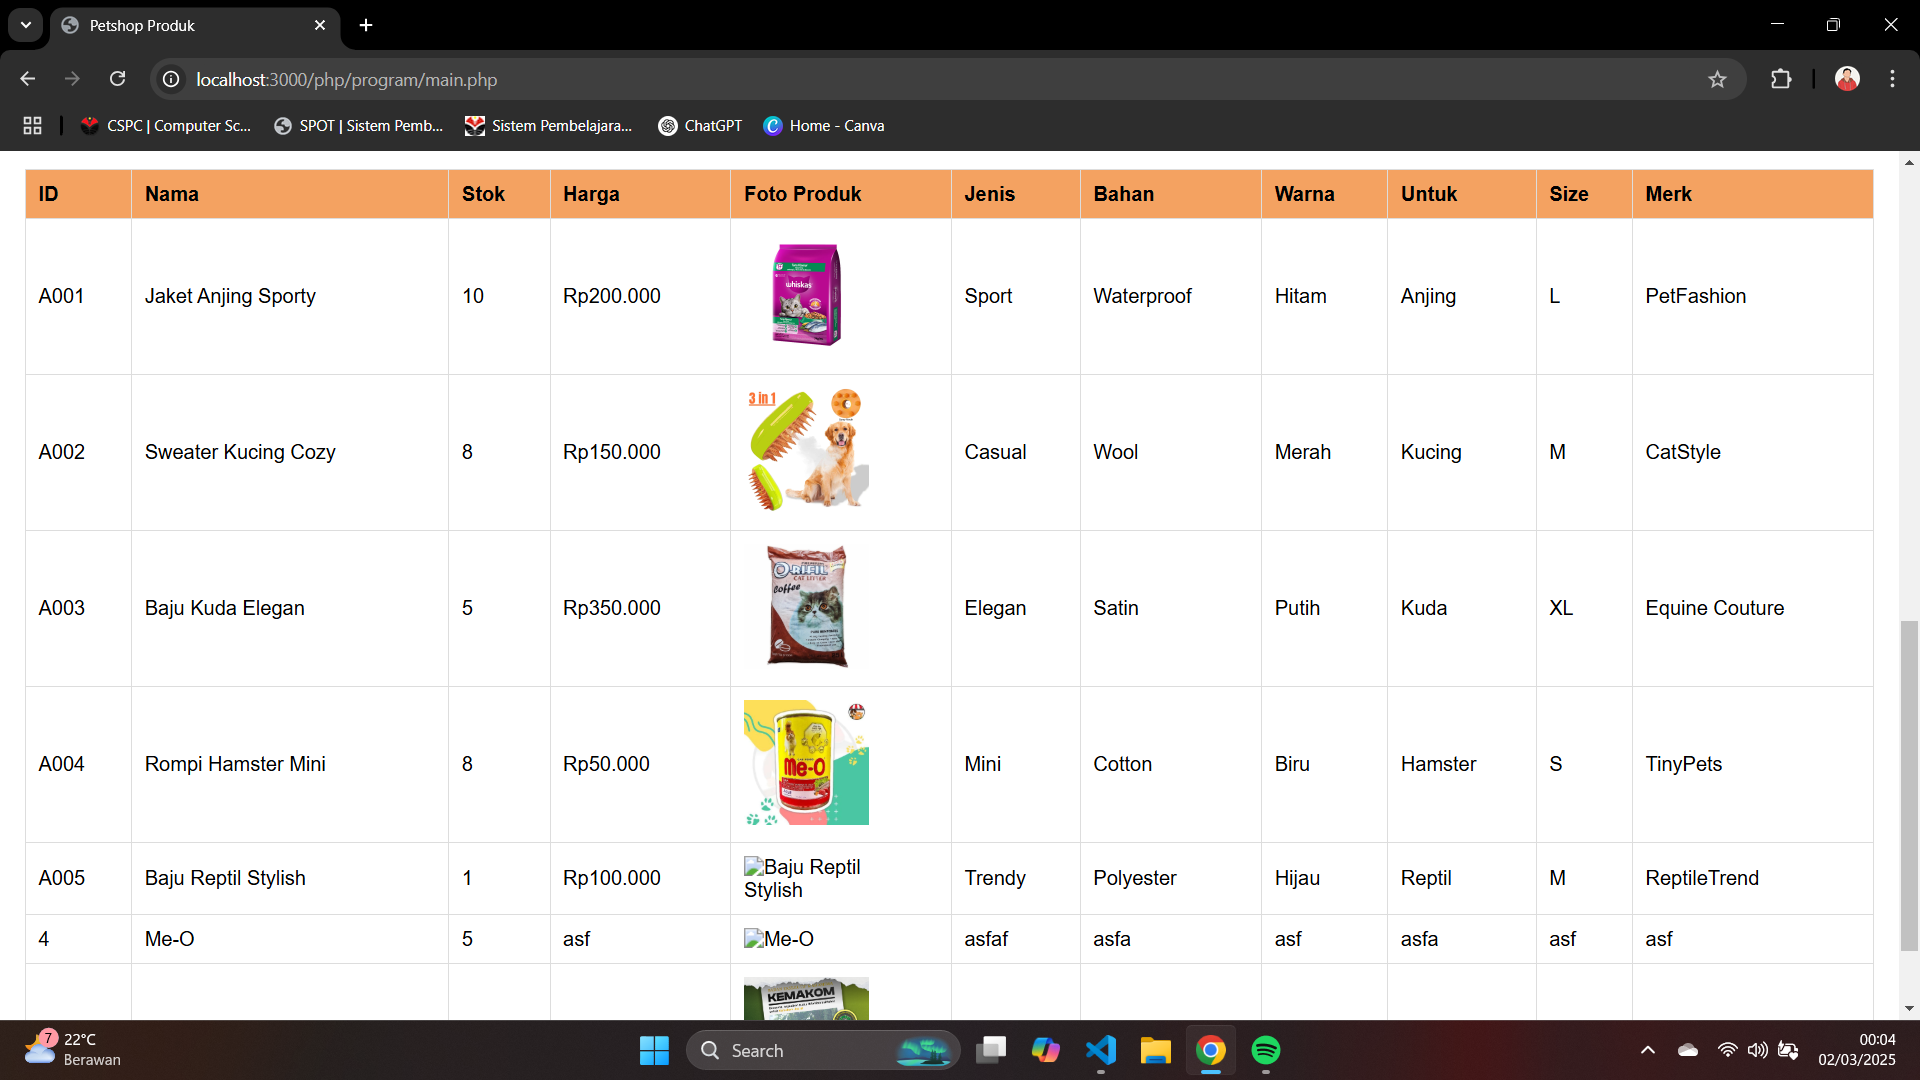 Petshop Produk
localhost:3000/php/program/main.php
CSPC | Computer Sc...
SPOT | Sistem Pemb...
Sistem Pembelajara...
ChatGPT
Home - Canva
ID Nama Stok Harga Foto Produk Jenis Bahan Warna Untuk Size Merk
whiskas
A001 Jaket Anjing Sporty 10 Rp200.000 Sport Waterproof Hitam Anjing L PetFashion
3 in 1
A002 Sweater Kucing Cozy 8 Rp150.000 Casual Wool Merah Kucing M CatStyle
CAT LITTER
Coffee
A003 Baju Kuda Elegan 5 Rp350.000 Elegan Satin Putih Kuda XL Equine Couture
Me-O
A004 Rompi Hamster Mini 8 Rp50.000 Mini Cotton Biru Hamster S TinyPets
A005 Baju Reptil Stylish 1 Rp100.000 Baju Reptil Trendy Polyester Hijau Reptil M ReptileTrend
Stylish
4 Me-O 5 asf Me-O asfaf asfa asf asfa asf asf
KEMAKOM
7
22°C
Berawan
Search
00:04
02/03/2025